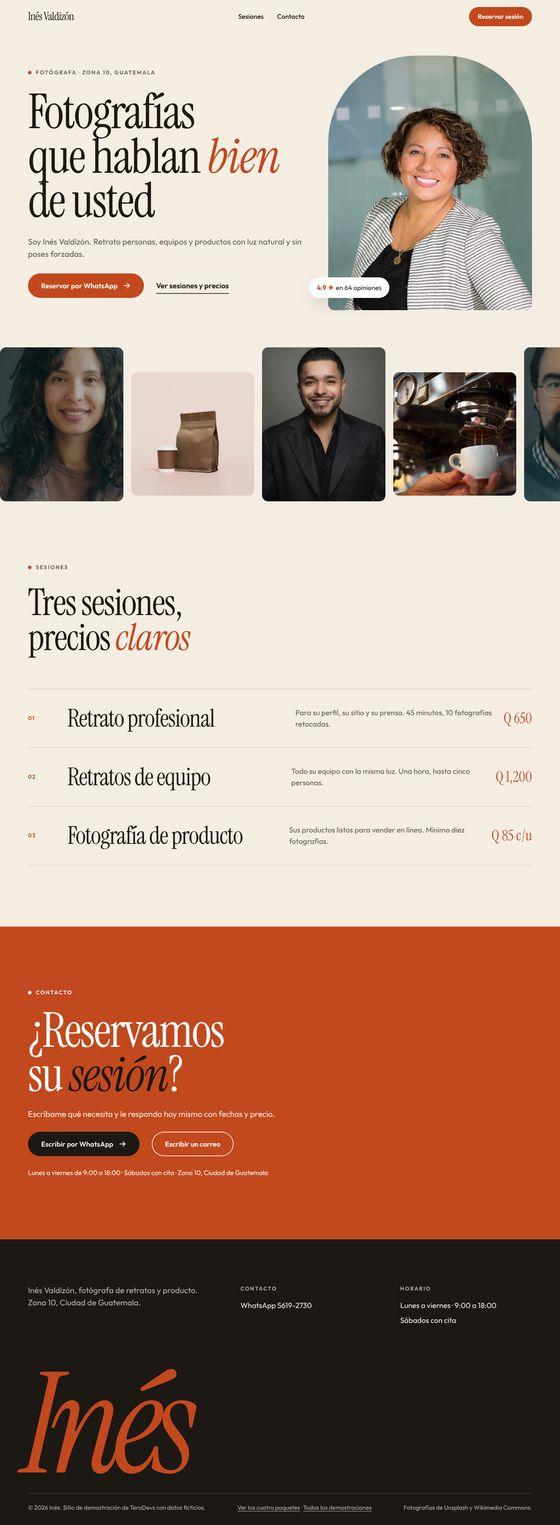 Inés Valdizón
Sesiones Contacto
Reservar sesión
FOTÓGRAFA · ZONA 10, GUATEMALA
Fotografías
que hablan bien
de usted
Soy Inés Valdizón. Retrato personas, equipos y productos con luz natural y sin
poses forzadas.
Reservar por WhatsApp →
Ver sesiones y precios
4.9 ★ en 64 opiniones
SESIONES
Tres sesiones,
precios claros
01
Retrato profesional
Para su perfil, su sitio y su prensa. 45 minutos, 10 fotografías
retocadas.
Q 650
02
Retratos de equipo
Todo su equipo con la misma luz. Una hora, hasta cinco
personas.
Q 1,200
03
Fotografía de producto
Sus productos listos para vender en línea. Mínimo diez
fotografías.
Q 85 c/u
CONTACTO
¿Reservamos
su sesión?
Escríbame qué necesita y le respondo hoy mismo con fechas y precio.
Escribir por WhatsApp →
Escribir un correo
Lunes a viernes de 9:00 a 18:00 · Sábados con cita · Zona 10, Ciudad de Guatemala
Inés Valdizón, fotógrafa de retratos y producto.
Zona 10, Ciudad de Guatemala.
CONTACTO
WhatsApp 5619-2730
HORARIO
Lunes a viernes · 9:00 a 18:00
Sábados con cita
Inés
© 2026 Inés. Sitio de demostración de TeroDevs con datos ficticios.
Ver los cuatro paquetes · Todas las demostraciones
Fotografías de Unsplash y Wikimedia Commons.